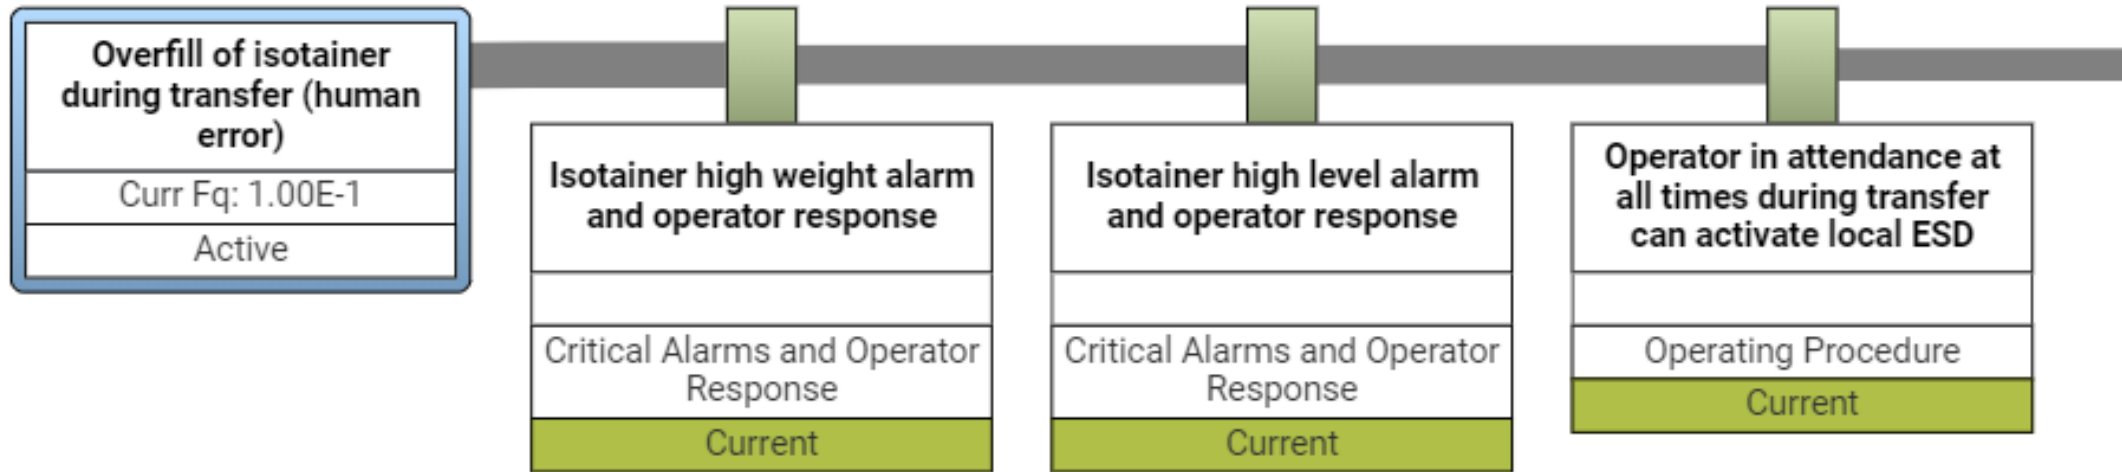 Overfill of isotainer
during transfer (human
error)
Curr Fq: 1.00E-1
Active
Isotainer high weight alarm
and operator response
Critical Alarms and Operator
Response
Current
Isotainer high level alarm
and operator response
Critical Alarms and Operator
Response
Current
Operator in attendance at
all times during transfer
can activate local ESD
Operating Procedure
Current